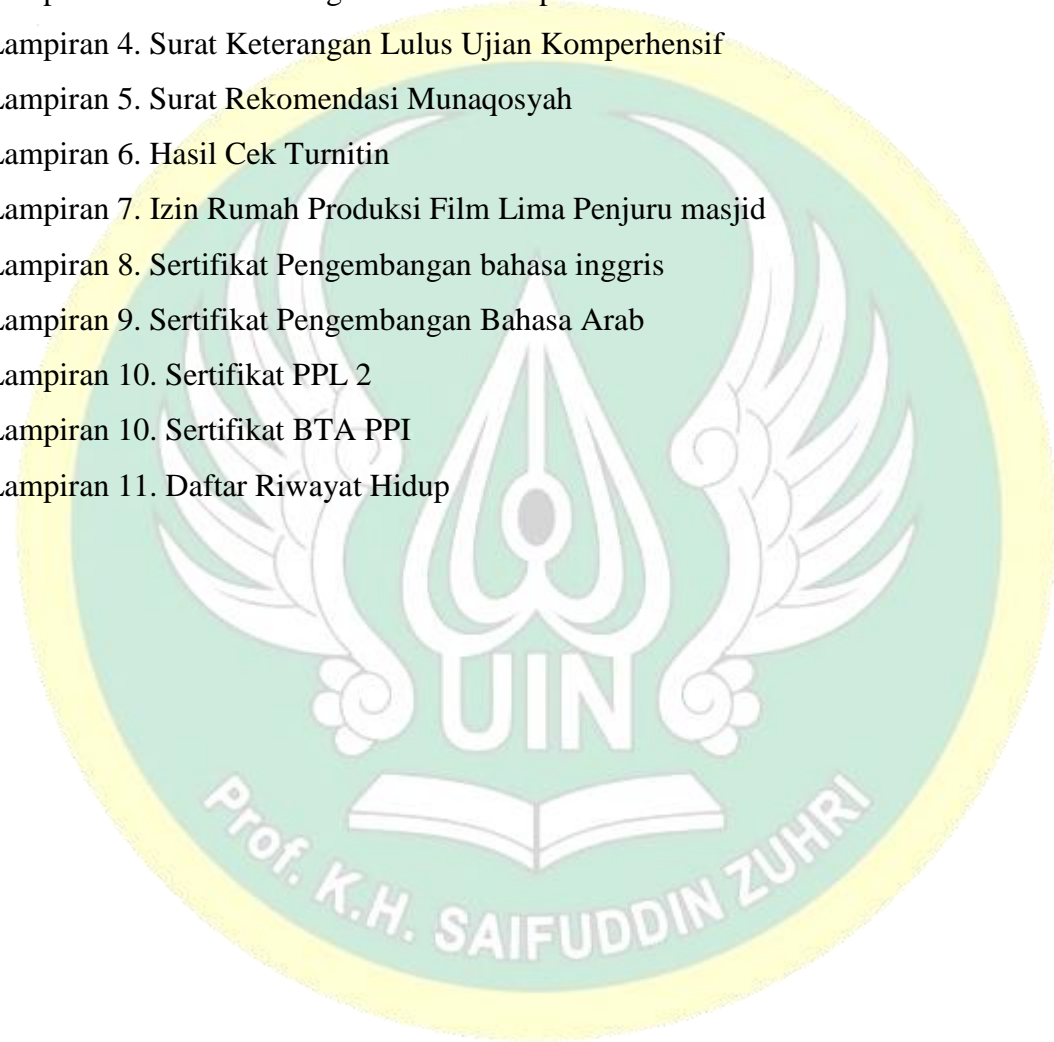 Lampiran 4. Surat Keterangan Lulus Ujian Komperhensif
Lampiran 5. Surat Rekomendasi Munaqosyah
Lampiran 6. Hasil Cek Turnitin
Lampiran 7. Izin Rumah Produksi Film Lima Penjuru masjid
Lampiran 8. Sertifikat Pengembangan bahasa inggris
Lampiran 9. Sertifikat Pengembangan Bahasa Arab
Lampiran 10. Sertifikat PPL 2
Lampiran 10. Sertifikat BTA PPI
Lampiran 11. Daftar Riwayat Hidup
UIN
Prof. K.H. SAIFUDDIN ZUHRI